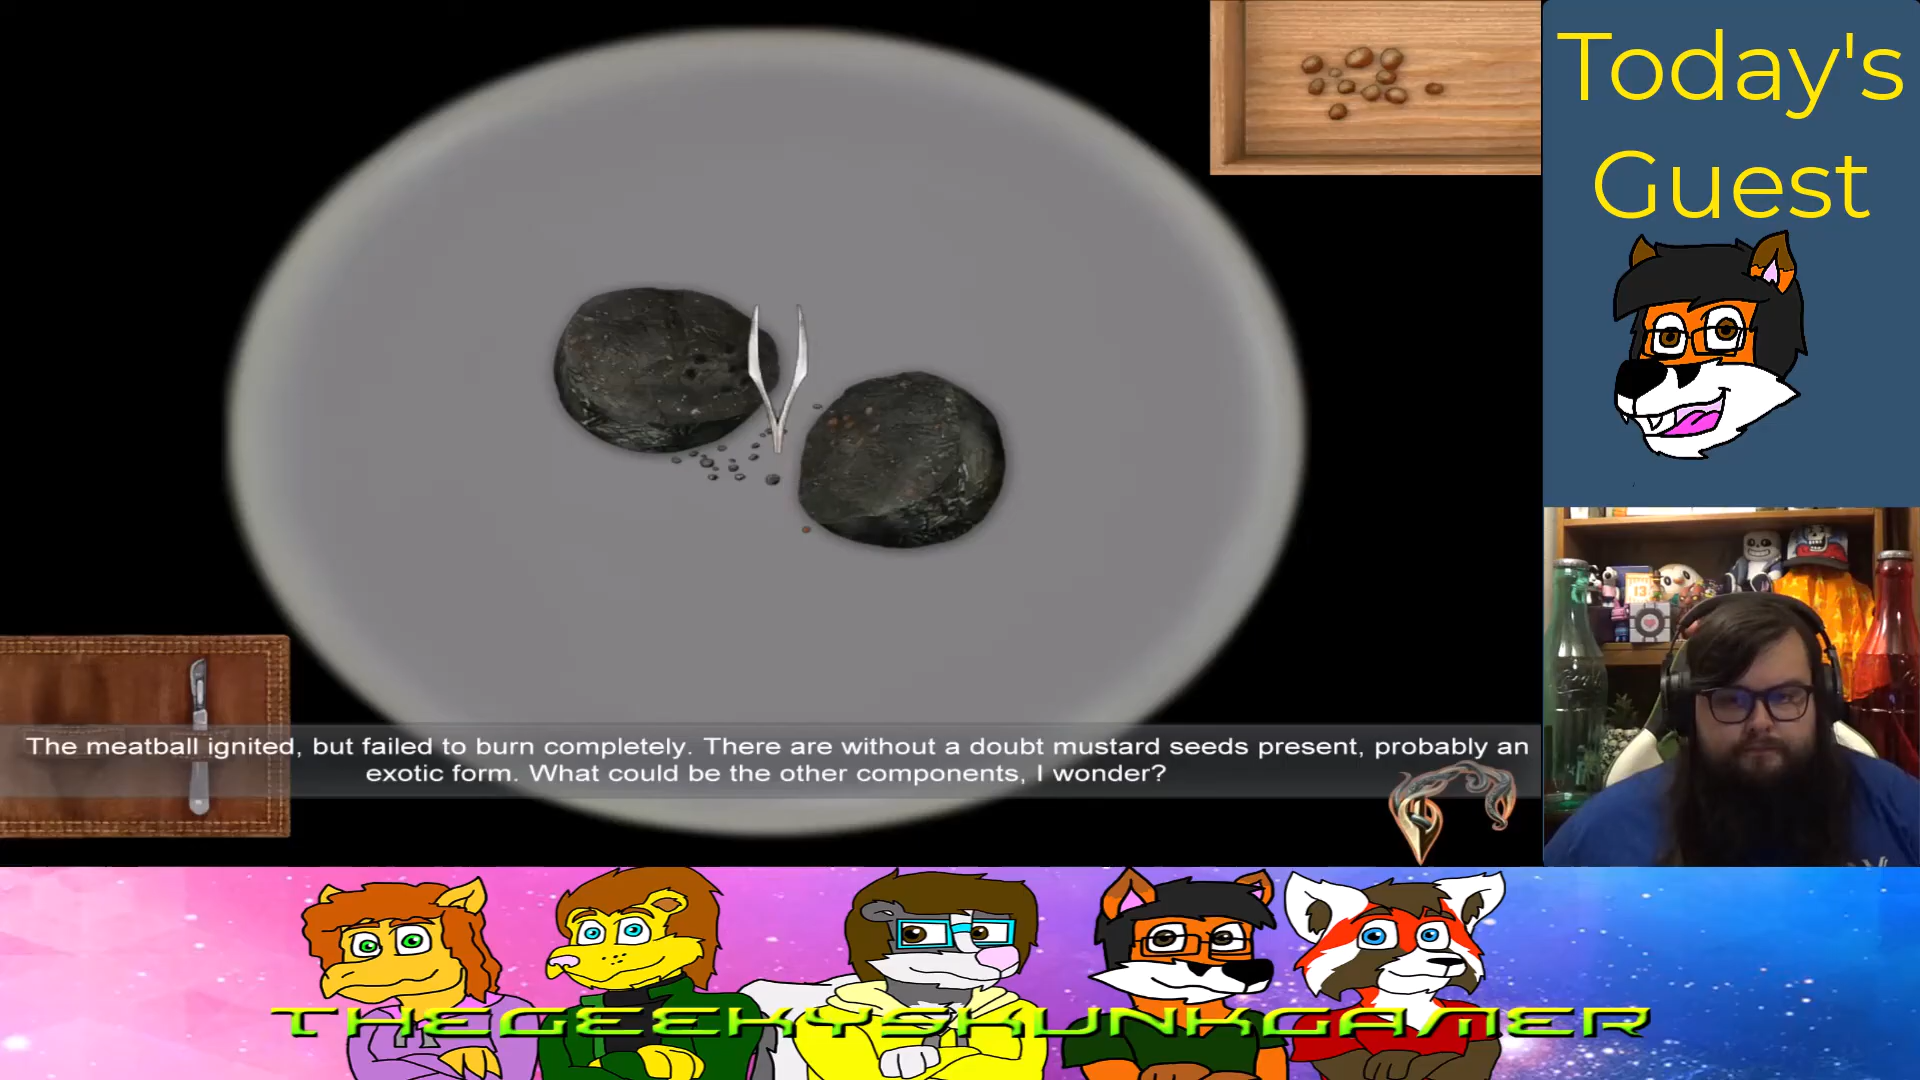 Today's
Guest
The meatball ignited, but failed to burn completely. There are without a doubt mustard seeds present, probably an
exotic form. What could be the other components, I wonder?
THEGEEKYSKUNKGAMER